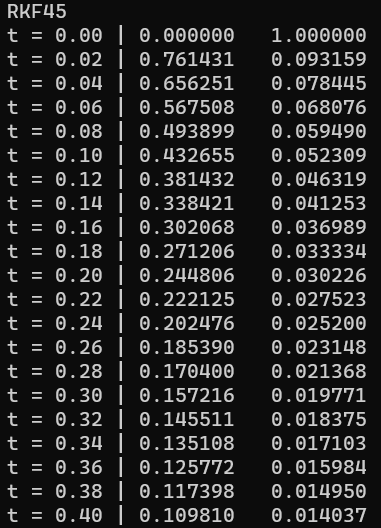 RKF45
t = 0.00 | 0.000000   1.000000
t = 0.02 | 0.761431   0.093159
t = 0.04 | 0.656251   0.078445
t = 0.06 | 0.567508   0.068076
t = 0.08 | 0.493899   0.059490
t = 0.10 | 0.432655   0.052309
t = 0.12 | 0.381432   0.046319
t = 0.14 | 0.338421   0.041253
t = 0.16 | 0.302068   0.036989
t = 0.18 | 0.271206   0.033334
t = 0.20 | 0.244806   0.030226
t = 0.22 | 0.222125   0.027523
t = 0.24 | 0.202476   0.025200
t = 0.26 | 0.185390   0.023148
t = 0.28 | 0.170400   0.021368
t = 0.30 | 0.157216   0.019771
t = 0.32 | 0.145511   0.018375
t = 0.34 | 0.135108   0.017103
t = 0.36 | 0.125772   0.015984
t = 0.38 | 0.117398   0.014950
t = 0.40 | 0.109810   0.014037